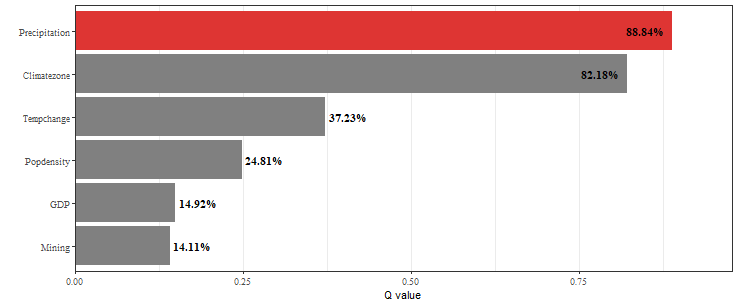 Precipitation 88.84%
Climatezone 82.18%
Tempchange 37.23%
Popdensity 24.81%
GDP 14.92%
Mining 14.11%
0.00 0.25 0.50 0.75
Q value